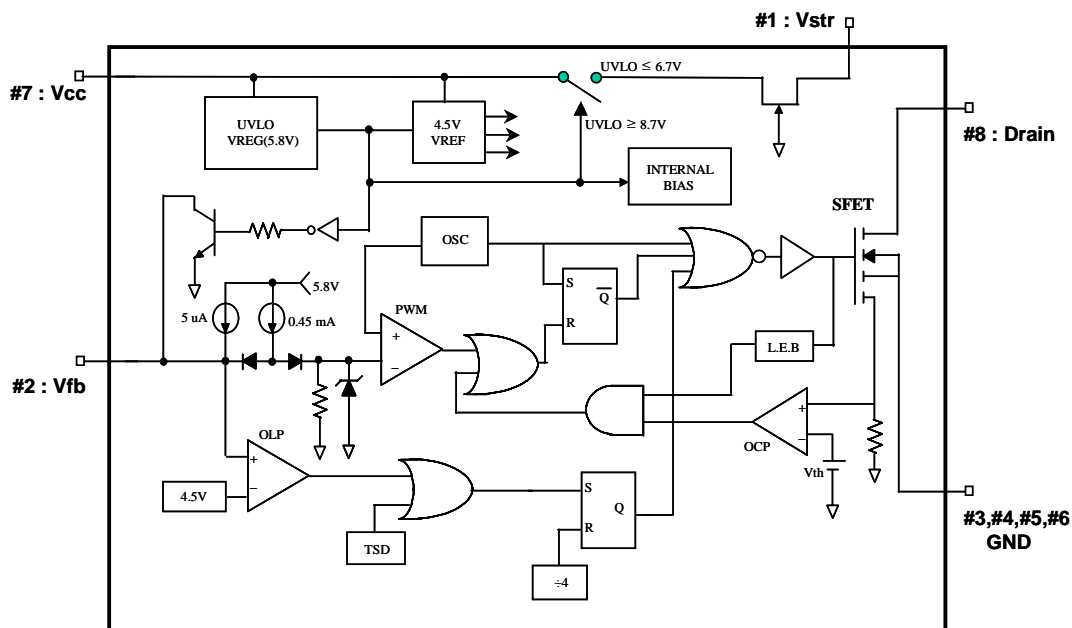 #1 : Vstr
#7 : Vcc
UVLO ≤ 6.7V
UVLO
VREG(5.8V)
4.5V
VREF
UVLO ≥ 8.7V
#8 : Drain
INTERNAL
BIAS
SFET
OSC
5.8V
S
Q
R
5 uA
0.45 mA
PWM
+
−
L.E.B
#2 : Vfb
OLP
+
−
4.5V
+
−
OCP
Vth
S
Q
R
TSD
÷4
#3,#4,#5,#6
GND